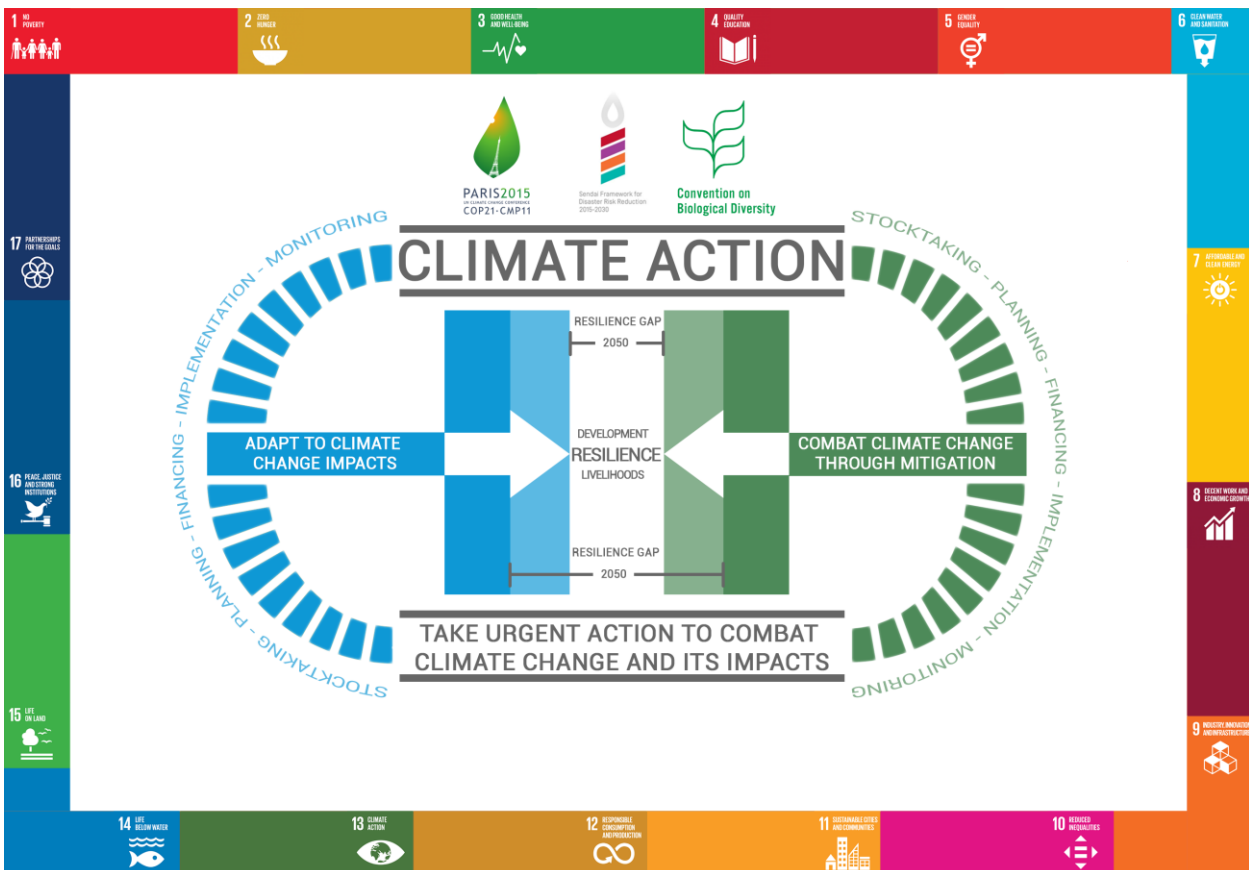 1 NO
POVERTY
2 ZERO
HUNGER
3 GOOD HEALTH
AND WELL-BEING
4 QUALITY
EDUCATION
5 GENDER
EQUALITY
6 CLEAN WATER
AND SANITATION
PARIS2015
UN CLIMATE CHANGE CONFERENCE
COP21·CMP11
Sendai Framework for
Disaster Risk Reduction
2015-2030
Convention on
Biological Diversity
CLIMATE ACTION
STOCKTAKING - PLANNING - FINANCING - IMPLEMENTATION - MONITORING
STOCKTAKING - PLANNING - FINANCING - IMPLEMENTATION - MONITORING
RESILIENCE GAP
2050
ADAPT TO CLIMATE
CHANGE IMPACTS
DEVELOPMENT
RESILIENCE
LIVELIHOODS
COMBAT CLIMATE CHANGE
THROUGH MITIGATION
RESILIENCE GAP
2050
TAKE URGENT ACTION TO COMBAT
CLIMATE CHANGE AND ITS IMPACTS
7 AFFORDABLE AND
CLEAN ENERGY
8 DECENT WORK AND
ECONOMIC GROWTH
9 INDUSTRY, INNOVATION
AND INFRASTRUCTURE
10 REDUCED
INEQUALITIES
11 SUSTAINABLE CITIES
AND COMMUNITIES
12 RESPONSIBLE
CONSUMPTION
AND PRODUCTION
13 CLIMATE
ACTION
14 LIFE
BELOW WATER
15 LIFE
ON LAND
16 PEACE, JUSTICE
AND STRONG
INSTITUTIONS
17 PARTNERSHIPS
FOR THE GOALS